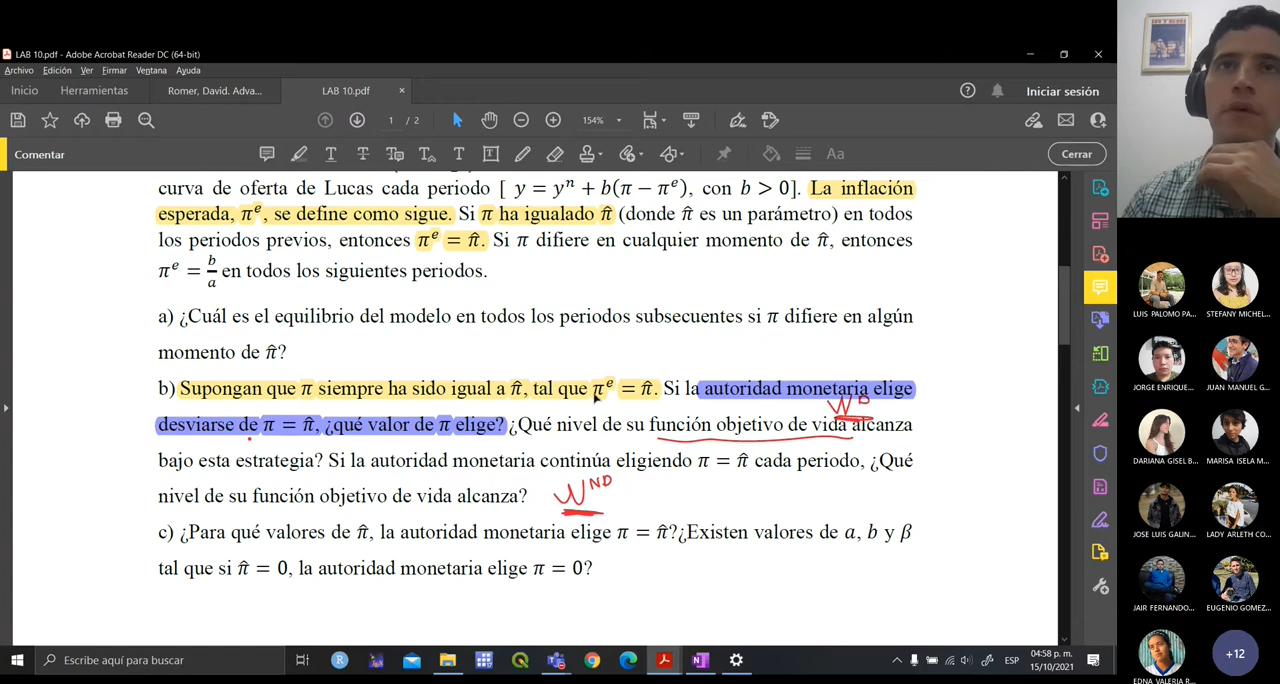 LAB 10.pdf - Adobe Acrobat Reader DC (64-bit)
Archivo Edición Ver Firmar Ventana Ayuda
Inicio Herramientas Romer, David. Adva... LAB 10.pdf × Iniciar sesión
1 / 2 154%
Comentar Aa Cerrar
curva de oferta de Lucas cada periodo [ y = yⁿ + b(π − πᵉ), con b > 0]. La inflación
esperada, πᵉ, se define como sigue. Si π ha igualado π̂ (donde π̂ es un parámetro) en todos
los periodos previos, entonces πᵉ = π̂. Si π difiere en cualquier momento de π̂, entonces
πᵉ = b/a en todos los siguientes periodos.
a) ¿Cuál es el equilibrio del modelo en todos los periodos subsecuentes si π difiere en algún
momento de π̂?
b) Supongan que π siempre ha sido igual a π̂, tal que πᵉ = π̂. Si la autoridad monetaria elige
W^D
desviarse de π = π̂, ¿qué valor de π elige? ¿Qué nivel de su función objetivo de vida alcanza
bajo esta estrategia? Si la autoridad monetaria continúa eligiendo π = π̂ cada periodo, ¿Qué
nivel de su función objetivo de vida alcanza? W^ND
c) ¿Para qué valores de π̂, la autoridad monetaria elige π = π̂?¿Existen valores de a, b y β
tal que si π̂ = 0, la autoridad monetaria elige π = 0?
LUIS PALOMO PA... STEFANY MICHEL...
JORGE ENRIQUE... JUAN MANUEL G...
DARIANA GISEL B... MARISA ISELA M...
JOSE LUIS GALIN... LADY ARLETH CO...
JAIR FERNANDO... EUGENIO GOMEZ...
EDNA VALERIA R... +12
Escribe aquí para buscar
ESP
04:58 p. m.
15/10/2021